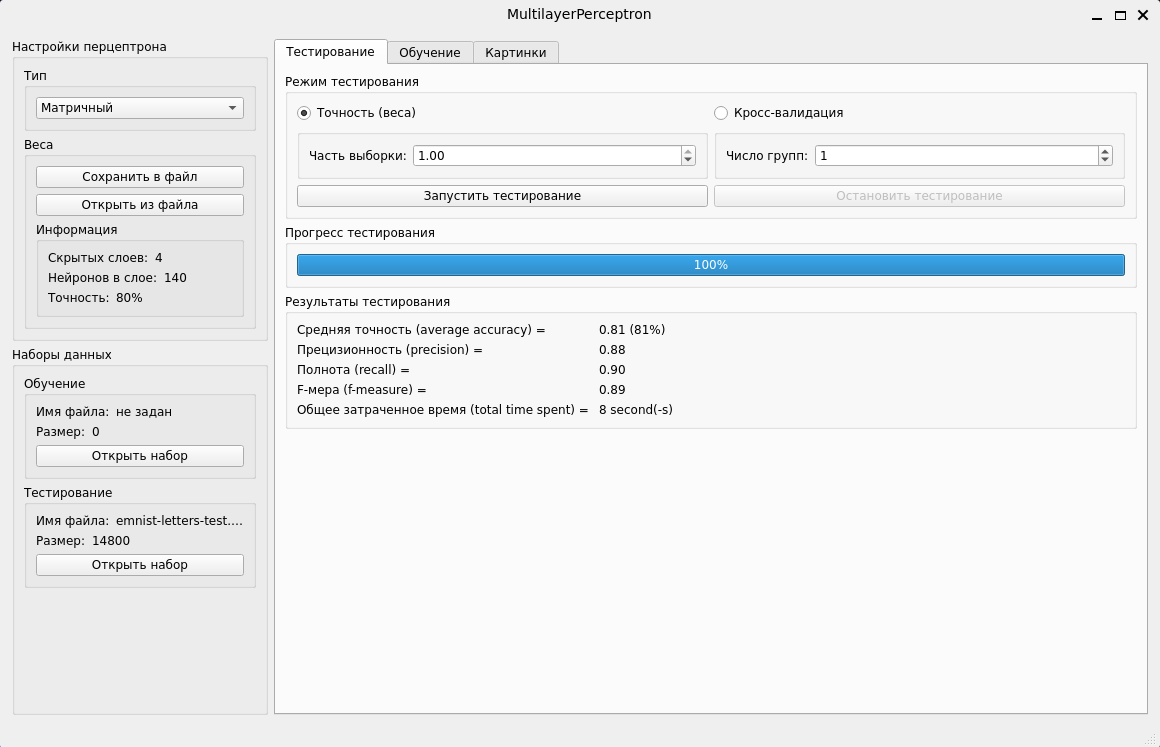 MultilayerPerceptron
Настройки перцептрона
Тип
Матричный
Веса
Сохранить в файл
Открыть из файла
Информация
Скрытых слоев: 4
Нейронов в слое: 140
Точность: 80%
Наборы данных
Обучение
Имя файла: не задан
Размер: 0
Открыть набор
Тестирование
Имя файла: emnist-letters-test....
Размер: 14800
Открыть набор
Тестирование
Обучение
Картинки
Режим тестирования
Точность (веса)
Кросс-валидация
Часть выборки: 1.00
Число групп: 1
Запустить тестирование
Остановить тестирование
Прогресс тестирования
100%
Результаты тестирования
Средняя точность (average accuracy) = 0.81 (81%)
Прецизионность (precision) = 0.88
Полнота (recall) = 0.90
F-мера (f-measure) = 0.89
Общее затраченное время (total time spent) = 8 second(-s)